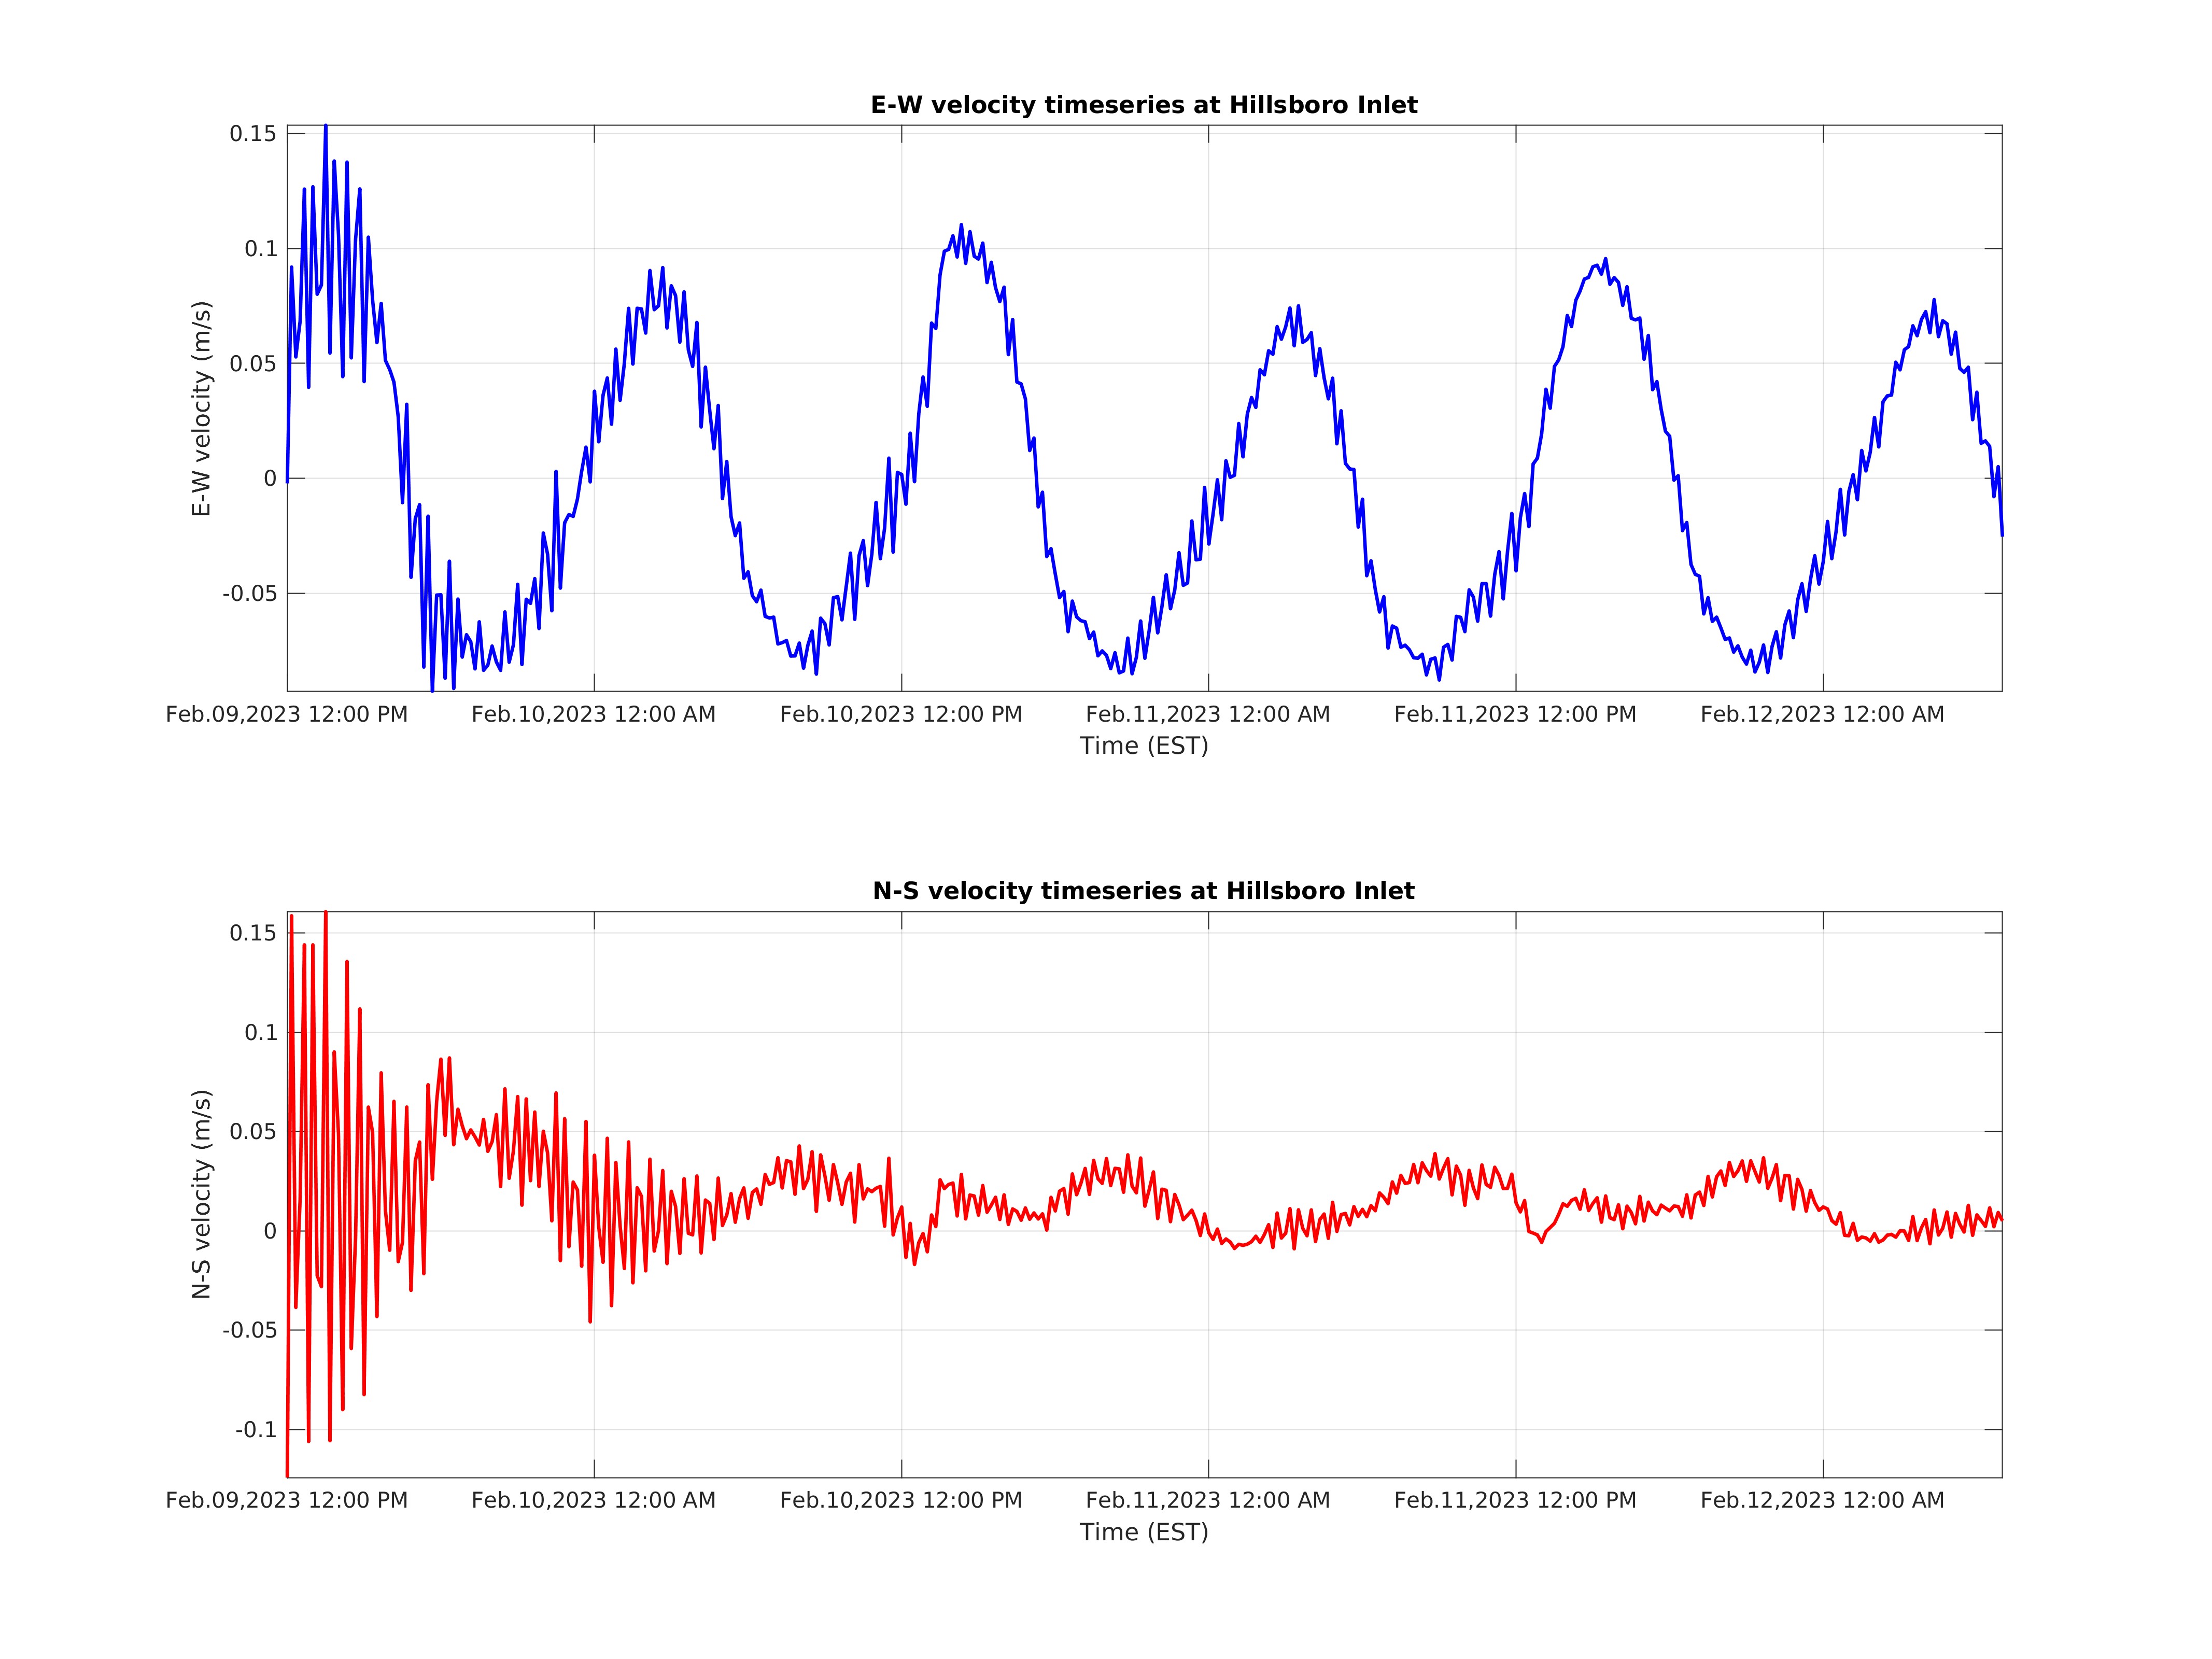 E-W velocity timeseries at Hillsboro Inlet
0.15
0.1
0.05
0
-0.05
E-W velocity (m/s)
Feb.09,2023 12:00 PM Feb.10,2023 12:00 AM Feb.10,2023 12:00 PM Feb.11,2023 12:00 AM Feb.11,2023 12:00 PM Feb.12,2023 12:00 AM
Time (EST)
N-S velocity timeseries at Hillsboro Inlet
0.15
0.1
0.05
0
-0.05
-0.1
N-S velocity (m/s)
Feb.09,2023 12:00 PM Feb.10,2023 12:00 AM Feb.10,2023 12:00 PM Feb.11,2023 12:00 AM Feb.11,2023 12:00 PM Feb.12,2023 12:00 AM
Time (EST)